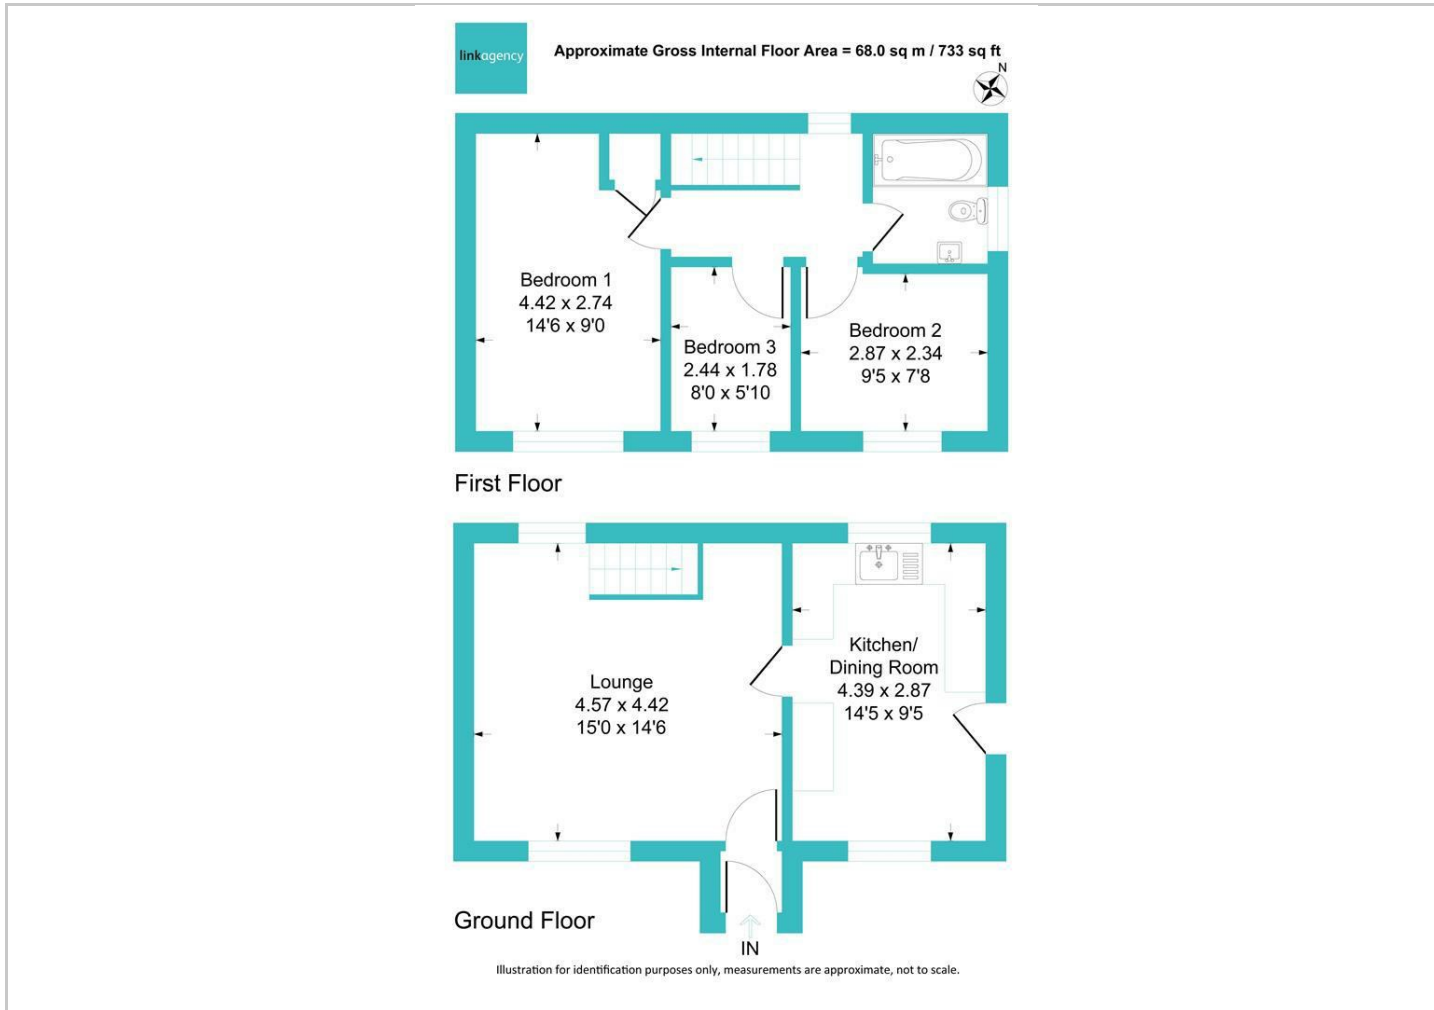 linkagency
Approximate Gross Internal Floor Area = 68.0 sq m / 733 sq ft
N
Bedroom 1
4.42 x 2.74
14'6 x 9'0
Bedroom 3
2.44 x 1.78
8'0 x 5'10
Bedroom 2
2.87 x 2.34
9'5 x 7'8
First Floor
Lounge
4.57 x 4.42
15'0 x 14'6
Kitchen/
Dining Room
4.39 x 2.87
14'5 x 9'5
Ground Floor
IN
Illustration for identification purposes only, measurements are approximate, not to scale.